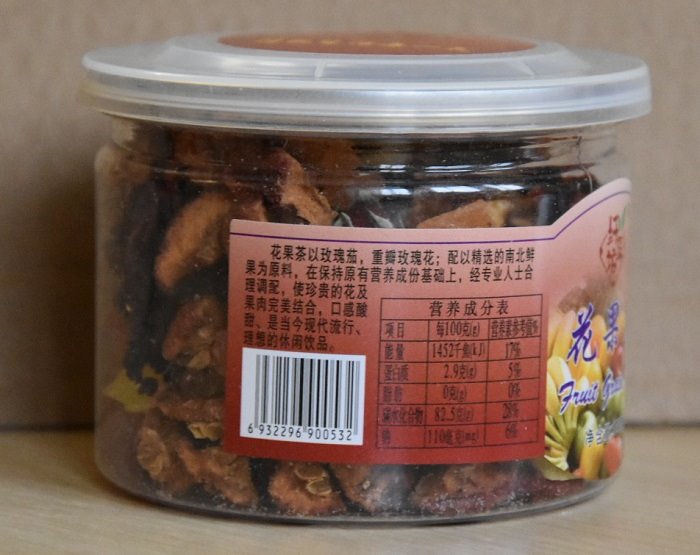 花果茶以玫瑰茄，重瓣玫瑰花；配以精选的南北鲜
果为原料，在保持原有营养成份基础上，经专业人士合
理调配，使珍贵的花及
果肉完美结合，口感酸
甜、是当今现代流行、
理想的休闲饮品。
营养成分表
项目 每100克(g) 营养素参考值%
能量 1452千焦(kJ) 17%
蛋白质 2.9克(g) 5%
脂肪 0克(g) 0%
碳水化合物 82.5克(g) 28%
钠 110毫克(mg) 6%
6 932296 900532
花果
Fruit
净含